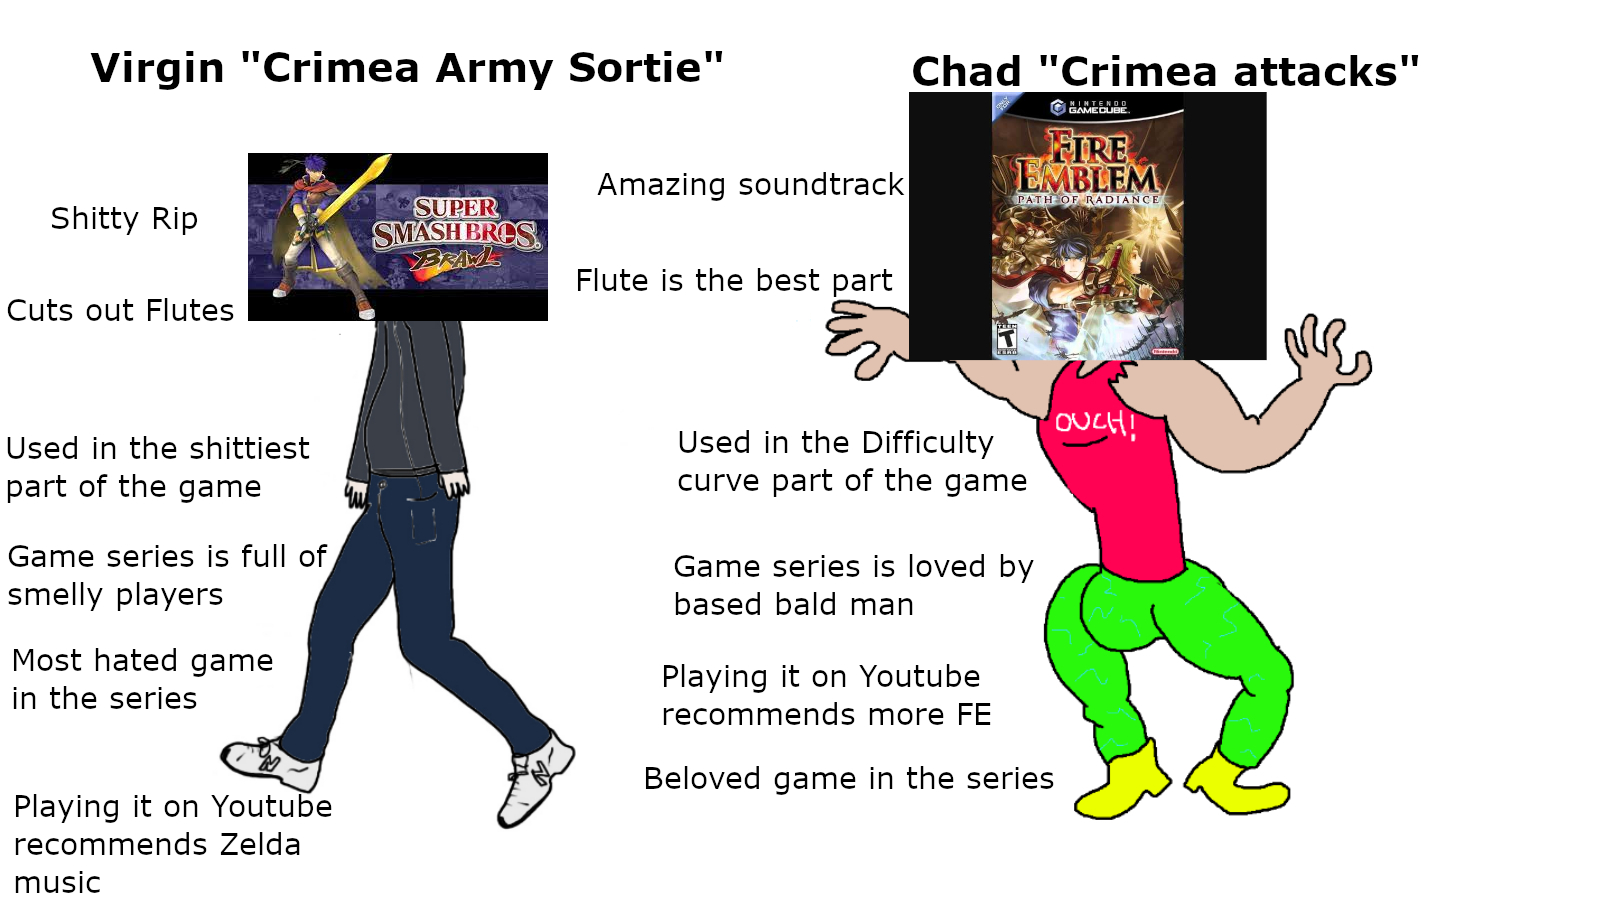 Virgin "Crimea Army Sortie"
Shitty Rip
SUPER
SMASH BROS.
BRAWL
Cuts out Flutes
Used in the shittiest
part of the game
Game series is full of
smelly players
Most hated game
in the series
Playing it on Youtube
recommends Zelda
music
Chad "Crimea attacks"
NINTENDO
GAMECUBE
FIRE
EMBLEM
PATH OF RADIANCE
TEEN
T
ESRB
Nintendo
Amazing soundtrack
Flute is the best part
OUCH!
Used in the Difficulty
curve part of the game
Game series is loved by
based bald man
Playing it on Youtube
recommends more FE
Beloved game in the series